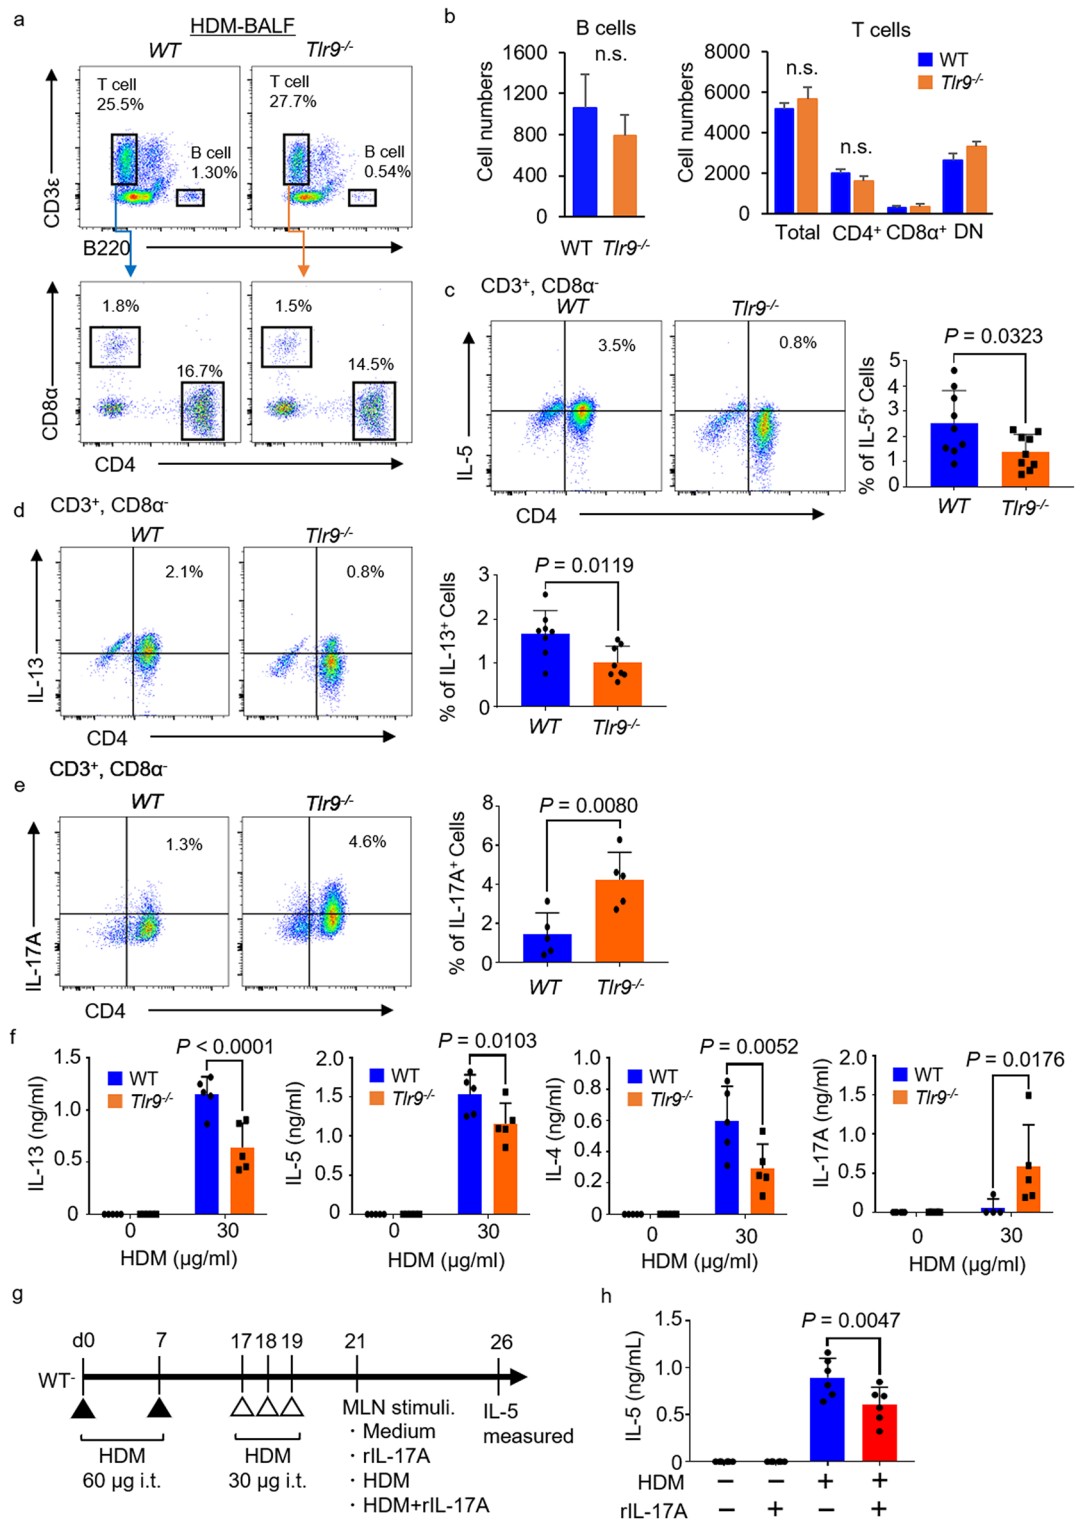 a
HDM-BALF
WT
Tlr9-/-
T cell
25.5%
B cell
1.30%
T cell
27.7%
B cell
0.54%
CD3ε
B220
1.8%
16.7%
1.5%
14.5%
CD8α
CD4
b
B cells
n.s.
Cell numbers
1600
1200
800
400
0
WT Tlr9-/-
T cells
WT
Tlr9-/-
n.s.
n.s.
Cell numbers
8000
6000
4000
2000
0
Total CD4+ CD8α+ DN
c
CD3+, CD8α-
WT
Tlr9-/-
3.5%
0.8%
IL-5
CD4
P = 0.0323
% of IL-5+ Cells
5
4
3
2
1
0
WT Tlr9-/-
d
CD3+, CD8α-
WT
Tlr9-/-
2.1%
0.8%
IL-13
CD4
P = 0.0119
% of IL-13+ Cells
3
2
1
0
WT Tlr9-/-
CD3+, CD8α-
e
WT
Tlr9-/-
1.3%
4.6%
IL-17A
CD4
P = 0.0080
% of IL-17A+ Cells
8
6
4
2
0
WT Tlr9-/-
f
P < 0.0001
WT
Tlr9-/-
IL-13 (ng/ml)
1.5
1.0
0.5
0
0 30
HDM (µg/ml)
P = 0.0103
WT
Tlr9-/-
IL-5 (ng/ml)
2.0
1.5
1.0
0.5
0
0 30
HDM (µg/ml)
P = 0.0052
WT
Tlr9-/-
IL-4 (ng/ml)
1.0
0.8
0.6
0.4
0.2
0
0 30
HDM (µg/ml)
P = 0.0176
WT
Tlr9-/-
IL-17A (ng/ml)
2.0
1.5
1.0
0.5
0
0 30
HDM (µg/ml)
g
d0 7 17 18 19 21 26
WT-
HDM
60 µg i.t.
HDM
30 µg i.t.
MLN stimuli.
· Medium
· rIL-17A
· HDM
· HDM+rIL-17A
IL-5
measured
h
P = 0.0047
IL-5 (ng/mL)
1.5
1.0
0.5
0
HDM − − + +
rIL-17A − + − +